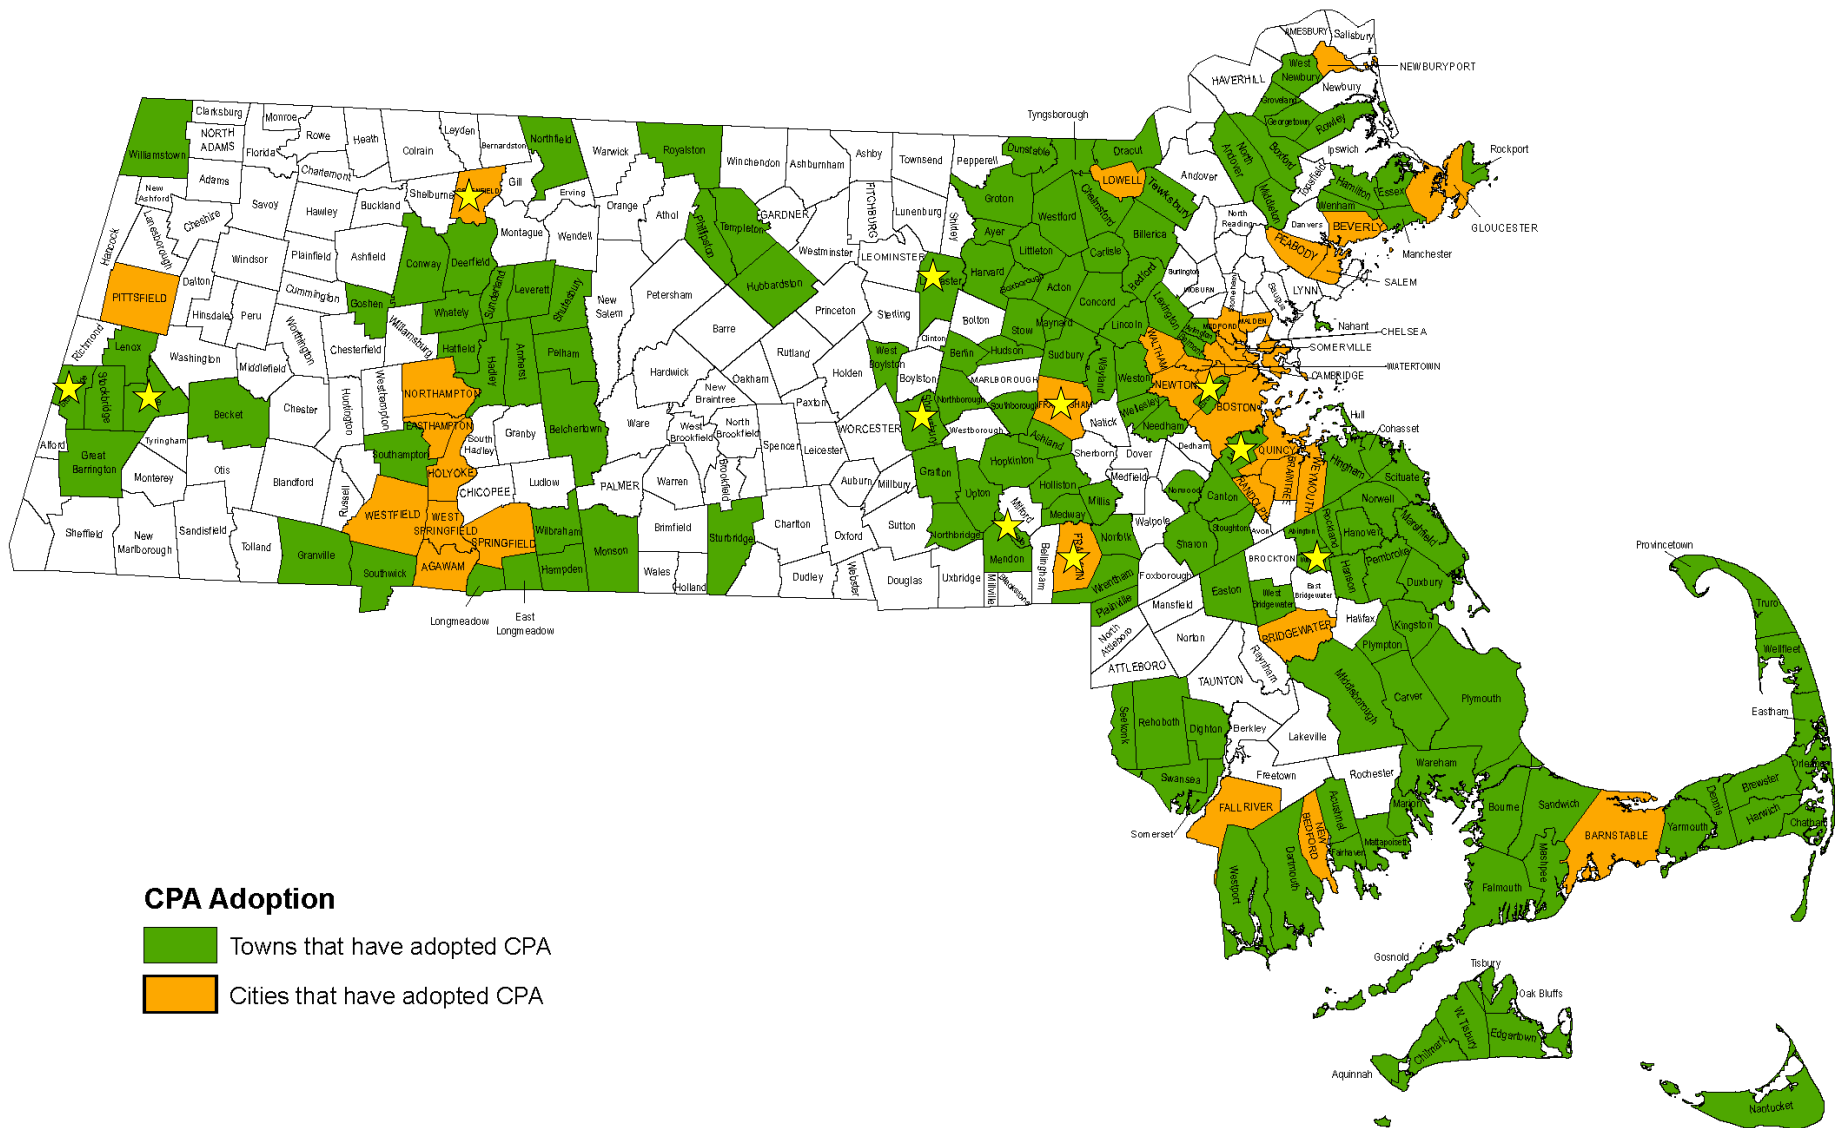 AMESBURY
Salisbury
West
Newbury
NEWBURYPORT
HAVERHILL
Newbury
Groveland
Georgetown
Rowley
Tyngsborough
Clarksburg
Monroe
Rowe
Heath
Colrain
Leyden
Bernardston
Northfield
Warwick
Royalston
Winchendon
Ashburnham
Ashby
Townsend
Pepperell
Dunstable
Dracut
North
Andover
Boxford
Ipswich
Rockport
Williamstown
NORTH
ADAMS
Florida
Charlemont
Shelburne
Gill
Erving
Orange
Athol
Phillipston
Templeton
GARDNER
FITCHBURG
Lunenburg
Shirley
Groton
Westford
Chelmsford
LOWELL
Tewksbury
Andover
Middleton
Topsfield
Hamilton
Essex
Wenham
New
Ashford
Adams
Savoy
Hawley
Buckland
Montague
Wendell
Westminster
LEOMINSTER
Ayer
Littleton
Carlisle
Billerica
North
Reading
Danvers
BEVERLY
GLOUCESTER
Manchester
Hancock
Lanesborough
Cheshire
Windsor
Plainfield
Ashfield
Conway
Deerfield
Sunderland
Leverett
Shutesbury
New
Salem
Petersham
Hubbardston
Princeton
Sterling
Harvard
Boxborough
Acton
Concord
Bedford
Burlington
WOBURN
Stoneham
Saugus
LYNN
PEABODY
SALEM
PITTSFIELD
Dalton
Hinsdale
Peru
Cummington
Worthington
Goshen
Chesterfield
Williamsburg
Whately
Hatfield
Hadley
Amherst
Pelham
Barre
Rutland
Holden
West
Boylston
Clinton
Bolton
Berlin
Hudson
Stow
Maynard
Sudbury
Wayland
Lincoln
Lexington
Arlington
Belmont
MEDFORD
MALDEN
Nahant
CHELSEA
SOMERVILLE
WATERTOWN
CAMBRIDGE
Richmond
Lenox
Washington
Middlefield
Stockbridge
Becket
Chester
Huntington
Westhampton
NORTHAMPTON
EASTHAMPTON
South
Hadley
Granby
Belchertown
Hardwick
Ware
New
Braintree
Oakham
Paxton
Boylston
WORCESTER
MARLBOROUGH
Northborough
Southborough
Westborough
WALTHAM
Weston
NEWTON
BOSTON
Wellesley
Needham
Natick
Hull
Cohasset
Alford
Great
Barrington
Tyringham
Monterey
Otis
Blandford
Russell
Southampton
HOLYOKE
CHICOPEE
Ludlow
PALMER
Warren
West
Brookfield
North
Brookfield
Brookfield
Spencer
Leicester
Auburn
Millbury
Grafton
Upton
Hopkinton
Ashland
Holliston
Sherborn
Dover
Medfield
Millis
Medway
Dedham
Norwood
Canton
QUINCY
BRAINTREE
WEYMOUTH
RANDOLPH
Hingham
Scituate
Norwell
Sheffield
New
Marlborough
Sandisfield
Tolland
Granville
WESTFIELD
WEST
SPRINGFIELD
SPRINGFIELD
AGAWAM
Southwick
Wilbraham
Hampden
Monson
Brimfield
Wales
Holland
Sturbridge
Charlton
Dudley
Oxford
Webster
Sutton
Douglas
Northbridge
Uxbridge
Milford
Mendon
Millville
Blackstone
Bellingham
Norfolk
Walpole
Wrentham
Plainville
Foxborough
Sharon
Stoughton
Avon
BROCKTON
Abington
Rockland
Hanover
Marshfield
Hanson
Pembroke
Duxbury
Longmeadow
East
Longmeadow
North
Attleboro
ATTLEBORO
Mansfield
Norton
Easton
West
Bridgewater
East
Bridgewater
BRIDGEWATER
Halifax
Kingston
Plympton
Raynham
TAUNTON
Middleborough
Carver
Plymouth
Provincetown
Truro
Wellfleet
Eastham
Orleans
Seekonk
Rehoboth
Dighton
Berkley
Lakeville
Swansea
Somerset
Freetown
Rochester
Wareham
FALL RIVER
NEW
BEDFORD
Acushnet
Fairhaven
Mattapoisett
Marion
Westport
Dartmouth
Bourne
Sandwich
Mashpee
Falmouth
BARNSTABLE
Yarmouth
Dennis
Brewster
Harwich
Chatham
Gosnold
Tisbury
Oak Bluffs
W. Tisbury
Edgartown
Chilmark
Aquinnah
Nantucket
CPA Adoption
Towns that have adopted CPA
Cities that have adopted CPA